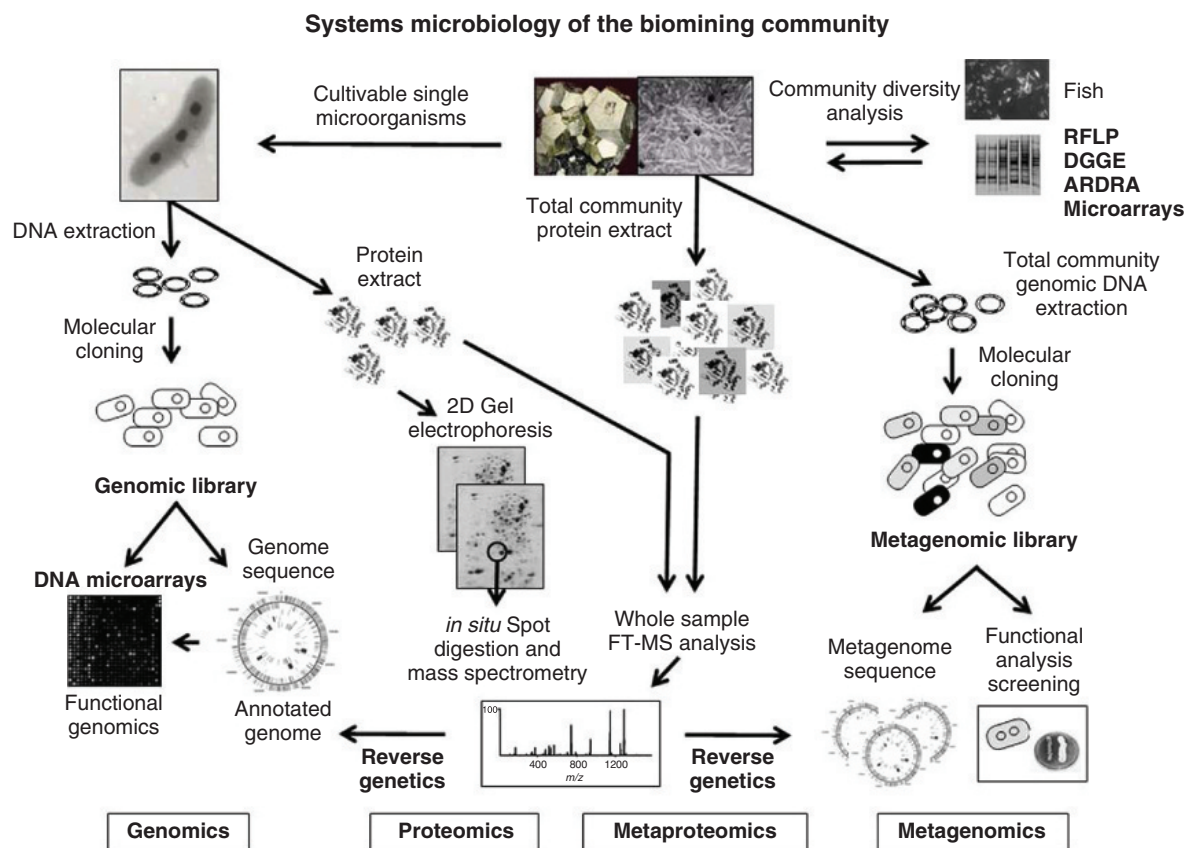 Systems microbiology of the biomining community
Cultivable single
microorganisms
Community diversity
analysis
Fish
RFLP
DGGE
ARDRA
Microarrays
DNA extraction
Protein
extract
Total community
protein extract
Total community
genomic DNA
extraction
Molecular
cloning
Molecular
cloning
2D Gel
electrophoresis
Genomic library
Metagenomic library
DNA microarrays
Genome
sequence
in situ Spot
digestion and
mass spectrometry
Whole sample
FT-MS analysis
Metagenome
sequence
Functional
analysis
screening
Functional
genomics
Annotated
genome
Reverse
genetics
100
400 800 1200
m/z
Reverse
genetics
Genomics
Proteomics
Metaproteomics
Metagenomics